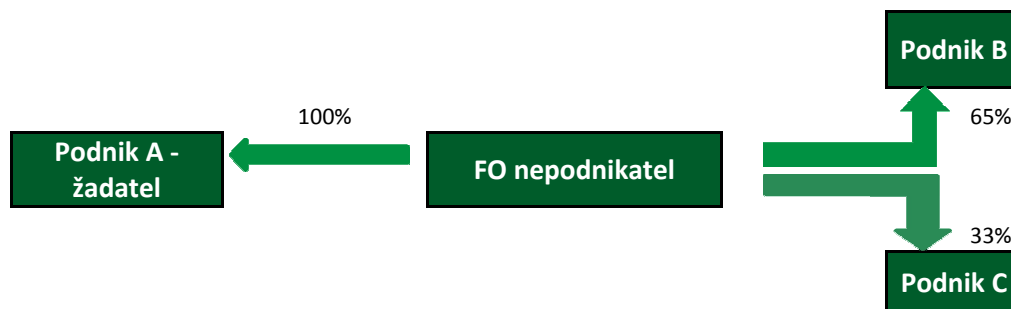 Podnik B
100%
65%
Podnik A -
žadatel
FO nepodnikatel
33%
Podnik C